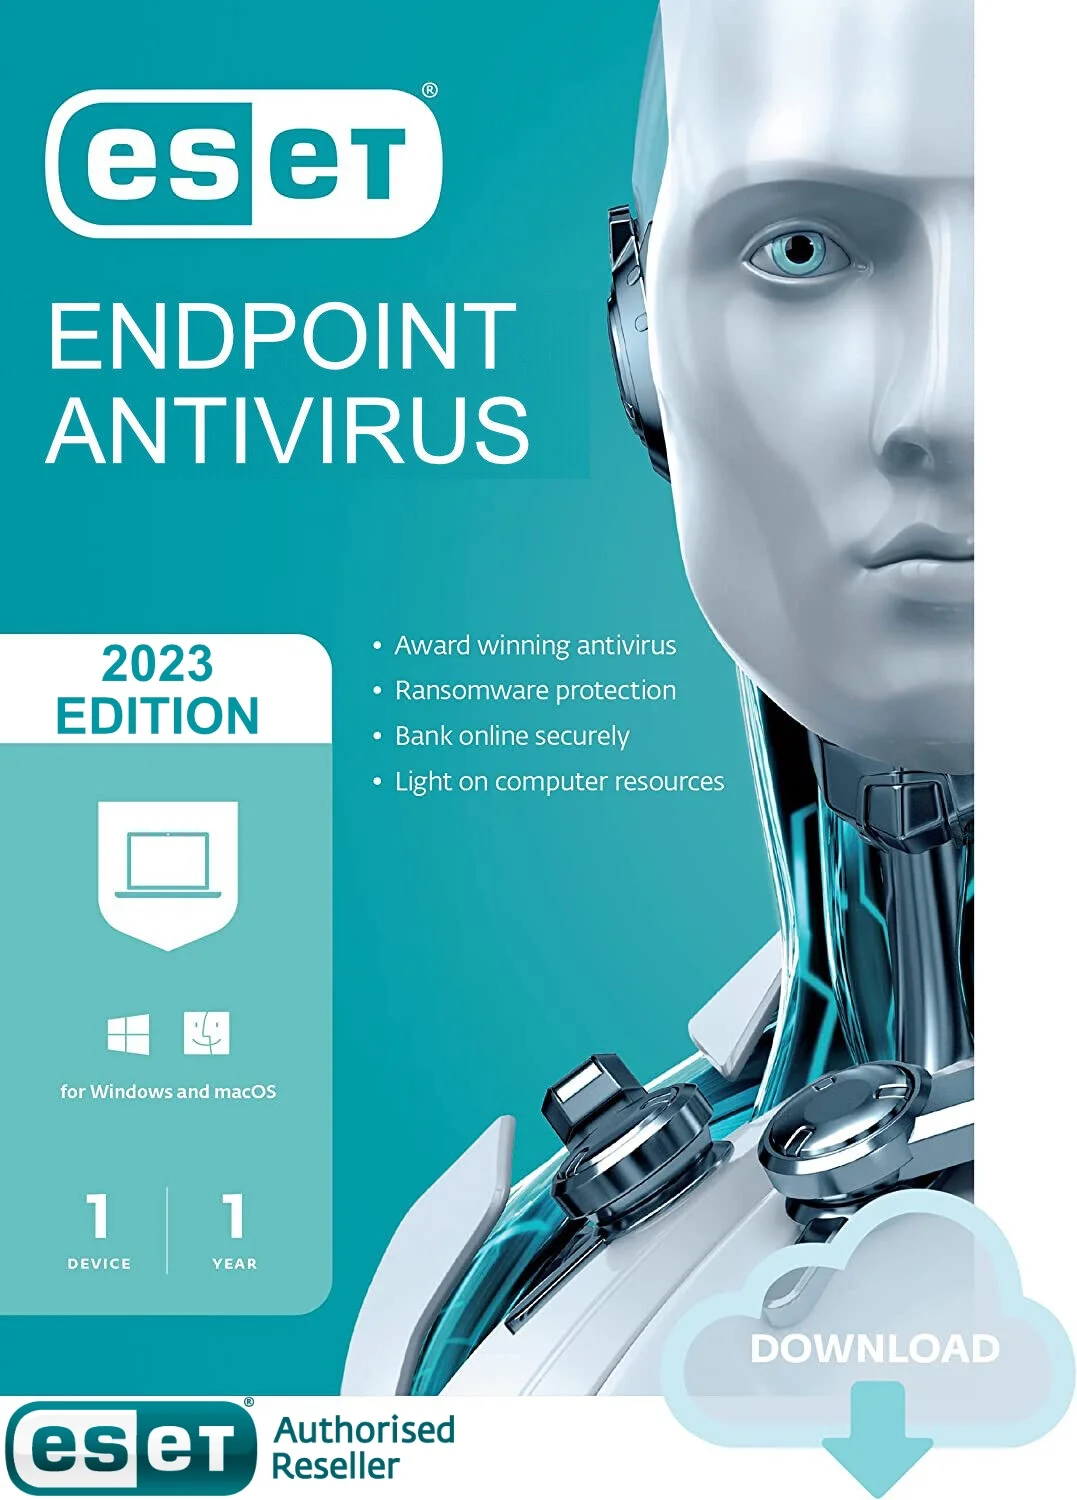 eseT®
ENDPOINT
ANTIVIRUS
2023
EDITION
• Award winning antivirus
• Ransomware protection
• Bank online securely
• Light on computer resources
for Windows and macOS
1
DEVICE
1
YEAR
DOWNLOAD
eseT®
Authorised
Reseller